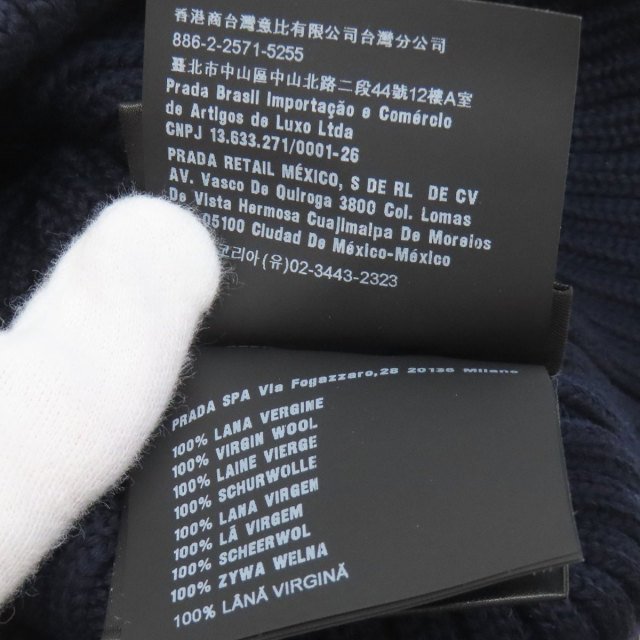 香港商台灣臺比有限公司台灣分公司
886-2-2571-5255
臺北市中山區中山北路二段44號12樓A室
Prada Brasil Importação e Comércio
de Artigos de Luxo Ltda
CNPJ 13.633.271/0001-26
PRADA RETAIL MÉXICO, S DE RL DE CV
AV. Vasco De Quiroga 3800 Col. Lomas
De Vista Hermosa Cuajimalpa De Morelos
05100 Ciudad De México-México
코리아 (유)02-3443-2323
PRADA SPA Via Fogazzaro,28 20126 Milano
100% LANA VERGINE
100% VIRGIN WOOL
100% LAINE VIERGE
100% SCHURWOLLE
100% LANA VIRGEN
100% LÃ VIRGEM
100% SCHEERWOL
100% ZYWA WELNA
100% LÂNĂ VIRGINĂ